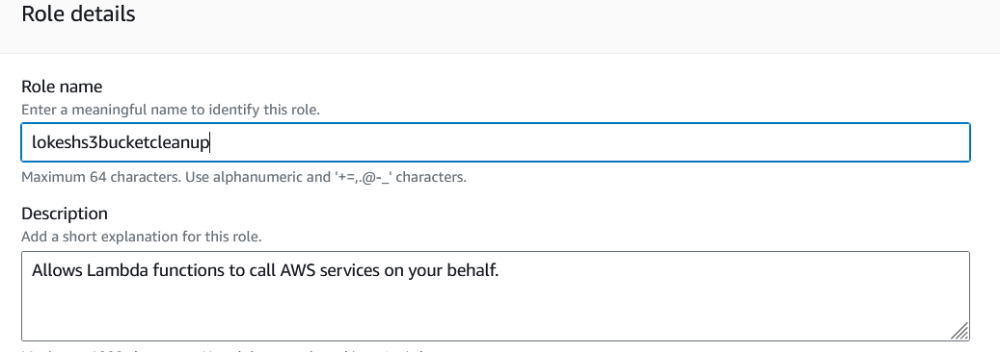 Role details
Role name
Enter a meaningful name to identify this role.
lokeshs3bucketcleanup
Maximum 64 characters. Use alphanumeric and '+=,.@-_' characters.
Description
Add a short explanation for this role.
Allows Lambda functions to call AWS services on your behalf.